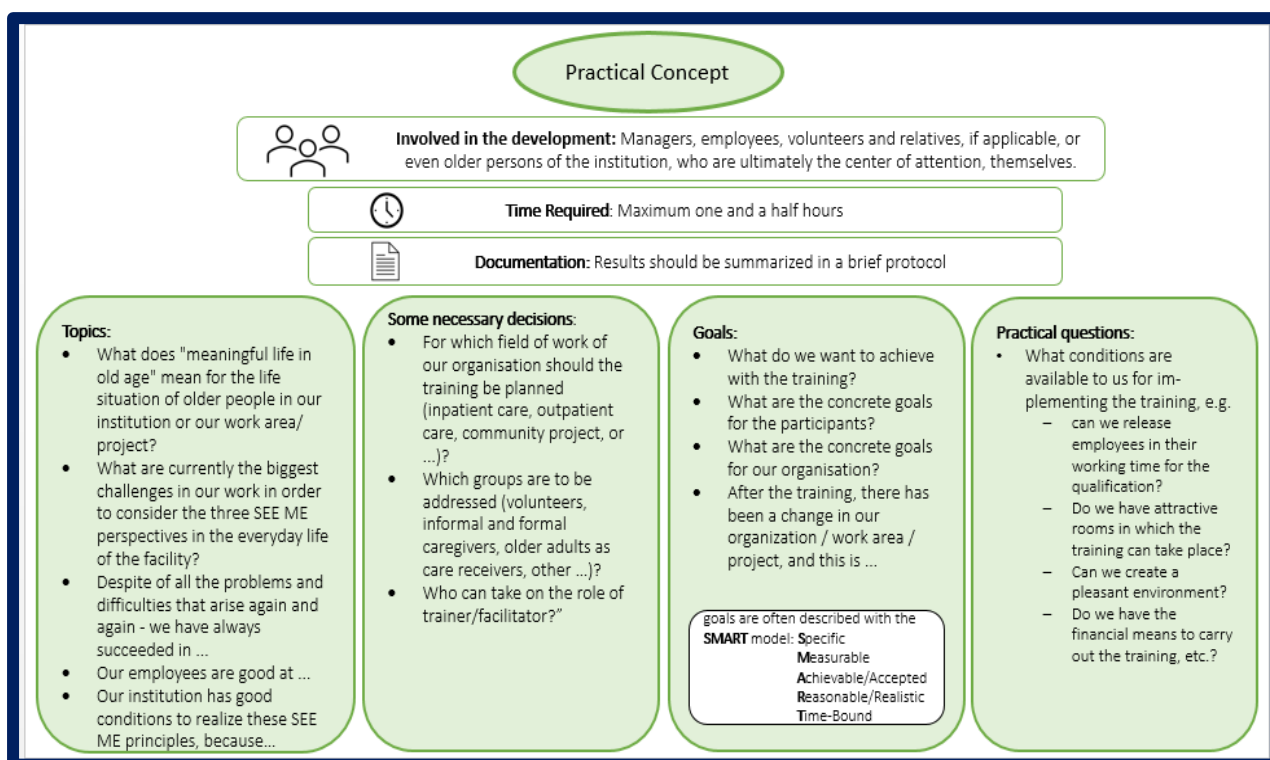 Practical Concept
Involved in the development: Managers, employees, volunteers and relatives, if applicable, or
even older persons of the institution, who are ultimately the center of attention, themselves.
Time Required: Maximum one and a half hours
Documentation: Results should be summarized in a brief protocol
Topics:
• What does "meaningful life in
old age" mean for the life
situation of older people in our
institution or our work area/
project?
• What are currently the biggest
challenges in our work in order
to consider the three SEE ME
perspectives in the everyday life
of the facility?
• Despite of all the problems and
difficulties that arise again and
again - we have always
succeeded in ...
• Our employees are good at ...
• Our institution has good
conditions to realize these SEE
ME principles, because...
Some necessary decisions:
• For which field of work of
our organisation should the
training be planned
(inpatient care, outpatient
care, community project, or
...)?
• Which groups are to be
addressed (volunteers,
informal and formal
caregivers, older adults as
care receivers, other ...)?
• Who can take on the role of
trainer/facilitator?”
Goals:
• What do we want to achieve
with the training?
• What are the concrete goals
for the participants?
• What are the concrete goals
for our organisation?
• After the training, there has
been a change in our
organization / work area /
project, and this is ...
goals are often described with the
SMART model: Specific
Measurable
Achievable/Accepted
Reasonable/Realistic
Time-Bound
Practical questions:
• What conditions are
available to us for im-
plementing the training, e.g.
– can we release
employees in their
working time for the
qualification?
– Do we have attractive
rooms in which the
training can take place?
– Can we create a
pleasant environment?
– Do we have the
financial means to carry
out the training, etc.?